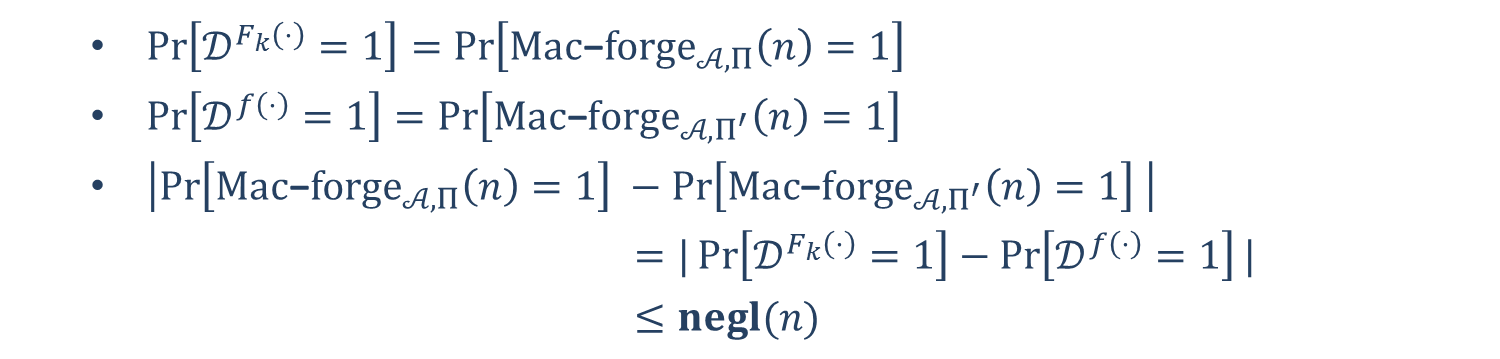 • Pr[𝒟^{F_k(·)} = 1] = Pr[Mac–forge_{𝒜,Π}(n) = 1]
• Pr[𝒟^{f(·)} = 1] = Pr[Mac–forge_{𝒜,Π′}(n) = 1]
• |Pr[Mac–forge_{𝒜,Π}(n) = 1] − Pr[Mac–forge_{𝒜,Π′}(n) = 1]|
= | Pr[𝒟^{F_k(·)} = 1] − Pr[𝒟^{f(·)} = 1] |
≤ negl(n)